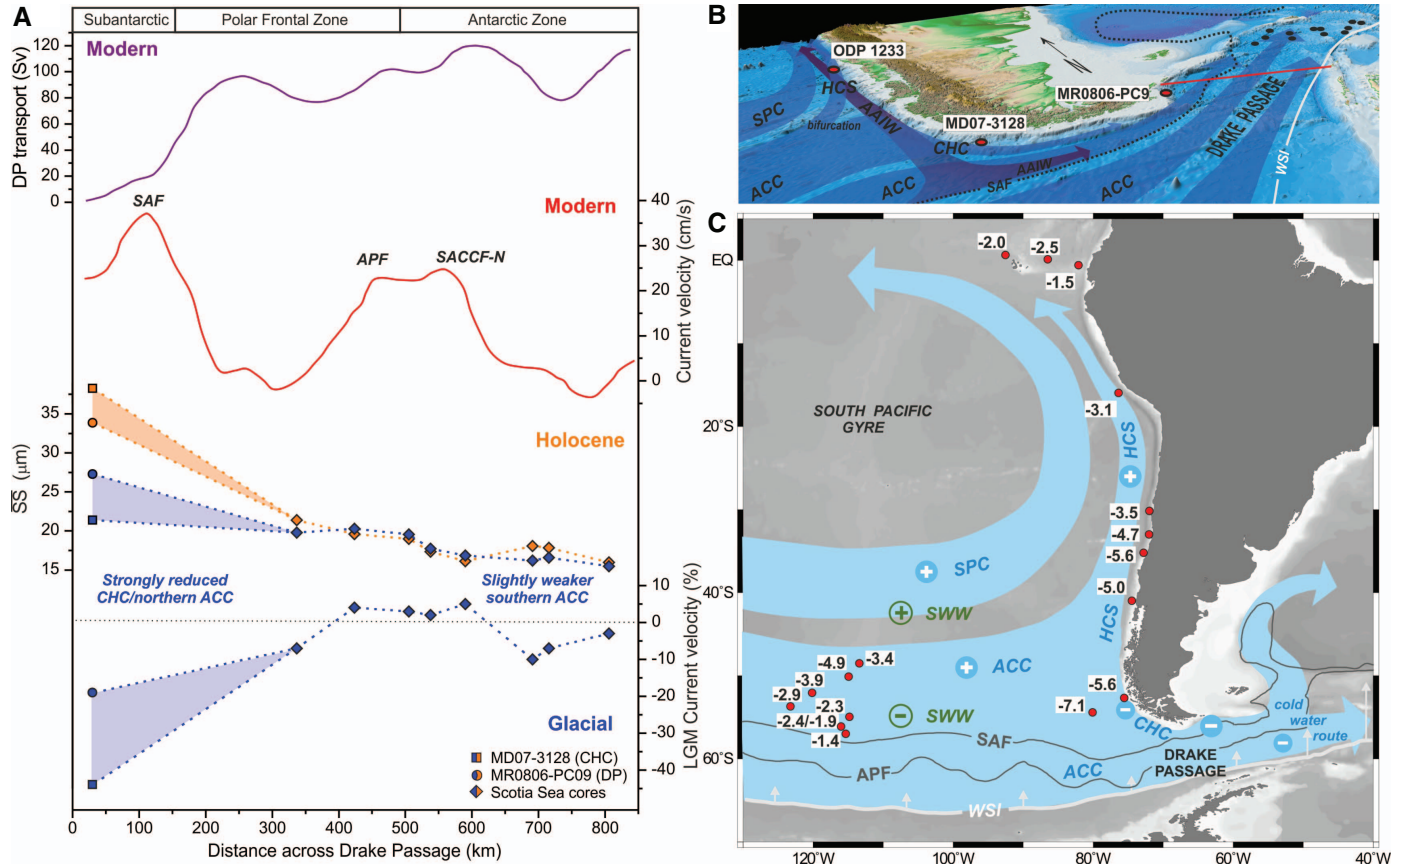 A
Subantarctic
Polar Frontal Zone
Antarctic Zone
DP transport (Sv)
120
100
80
60
40
20
0
Modern
SAF
Modern
APF
SACCF-N
Current velocity (cm/s)
40
30
20
10
0
SS (μm)
35
30
25
20
15
Holocene
Strongly reduced
CHC/northern ACC
Slightly weaker
southern ACC
LGM Current velocity (%)
10
0
-10
-20
-30
-40
Glacial
MD07-3128 (CHC)
MR0806-PC09 (DP)
Scotia Sea cores
0 100 200 300 400 500 600 700 800
Distance across Drake Passage (km)
B
ODP 1233
HCS
SPC
AAIW
bifurcation
MR0806-PC9
MD07-3128
CHC
DRAKE PASSAGE
AAIW
SAF
WSI
ACC
ACC
ACC
C
EQ
20°S
40°S
60°S
-2.0
-2.5
-1.5
-3.1
SOUTH PACIFIC
GYRE
HCS
-3.5
-4.7
-5.6
-5.0
SPC
SWW
HCS
ACC
-4.9
-3.4
-3.9
-2.9
-2.3
-2.4/-1.9
-1.4
-5.6
-7.1
SWW
CHC
cold
water
route
SAF
DRAKE
PASSAGE
APF
ACC
WSI
120°W 100°W 80°W 60°W 40°W